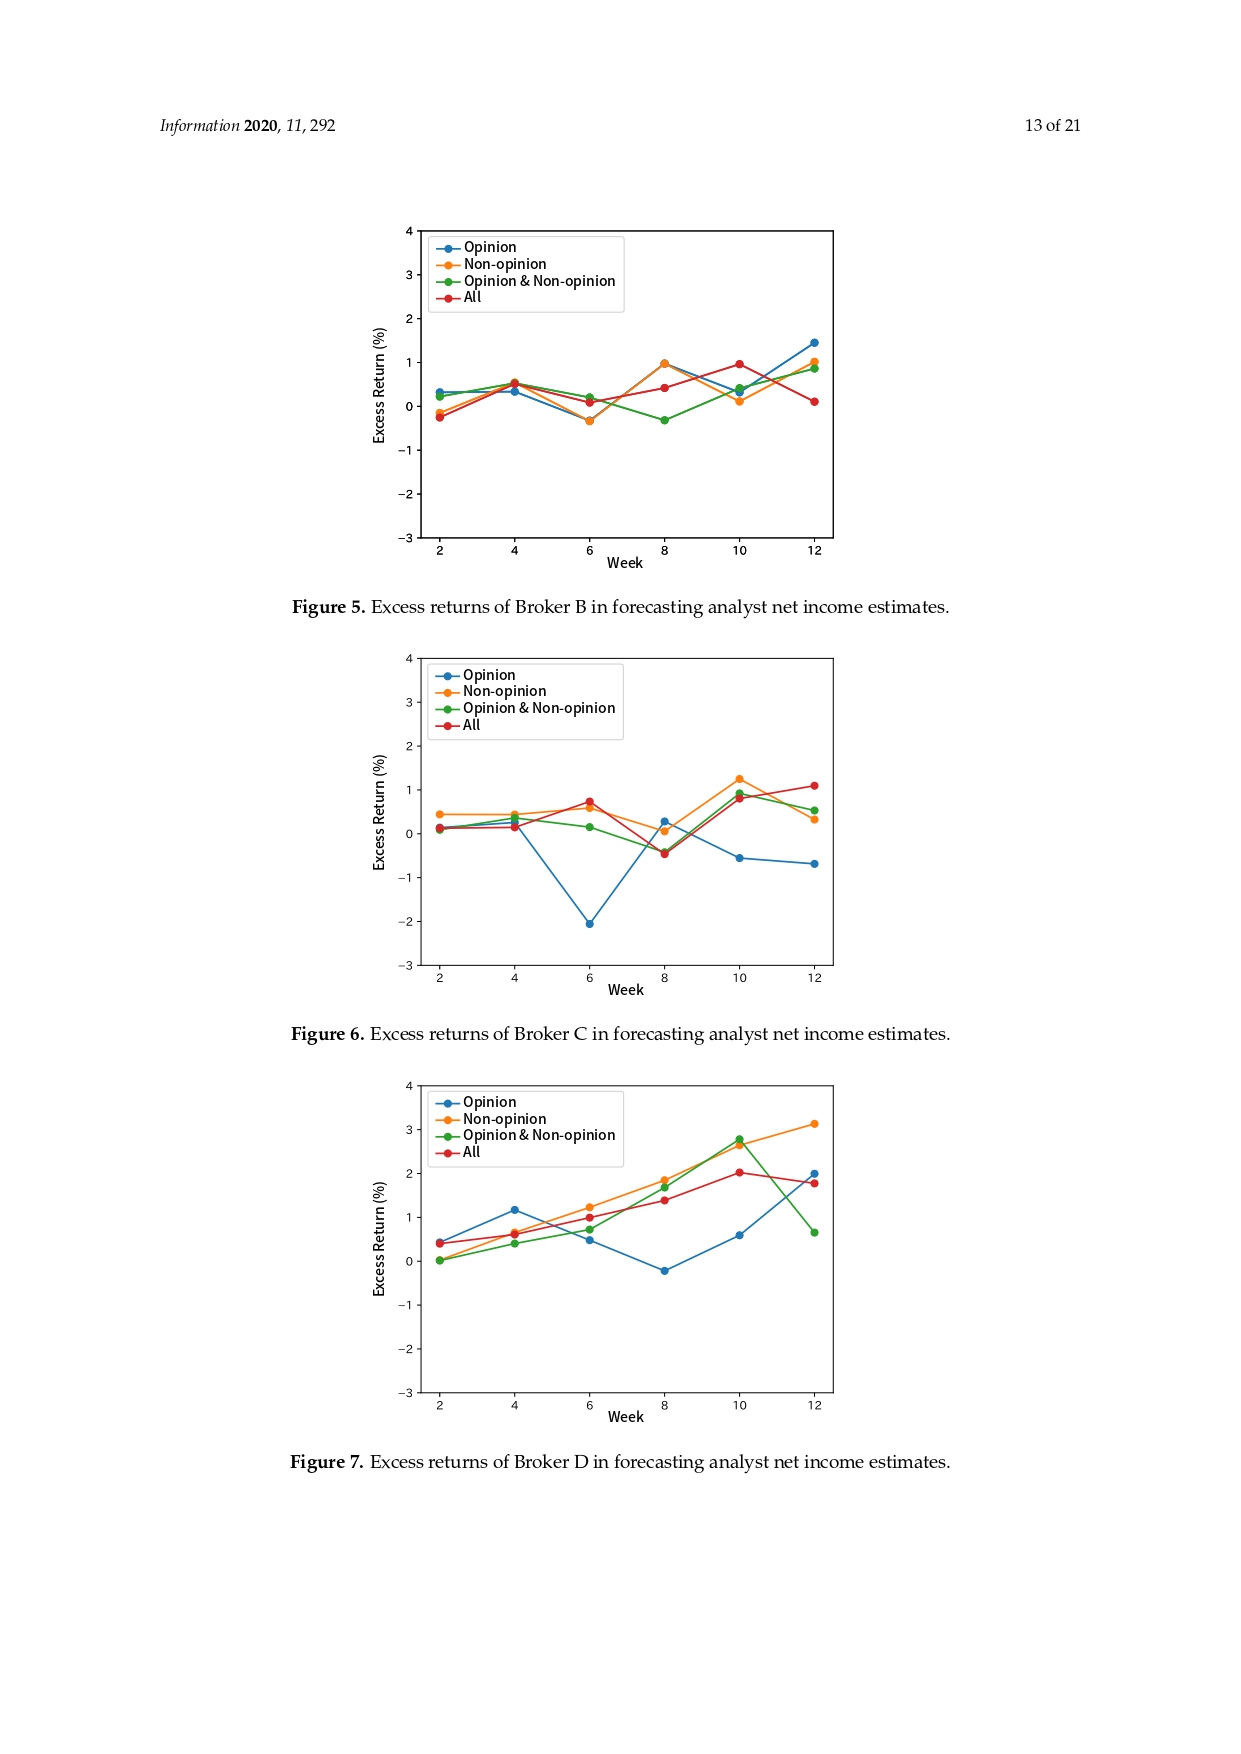 Information 2020, 11, 292
13 of 21
4
3
2
1
0
−1
−2
−3
Excess Return (%)
Opinion
Non-opinion
Opinion & Non-opinion
All
2 4 6 8 10 12
Week
Figure 5. Excess returns of Broker B in forecasting analyst net income estimates.
4
3
2
1
0
−1
−2
−3
Excess Return (%)
Opinion
Non-opinion
Opinion & Non-opinion
All
2 4 6 8 10 12
Week
Figure 6. Excess returns of Broker C in forecasting analyst net income estimates.
4
3
2
1
0
−1
−2
−3
Excess Return (%)
Opinion
Non-opinion
Opinion & Non-opinion
All
2 4 6 8 10 12
Week
Figure 7. Excess returns of Broker D in forecasting analyst net income estimates.